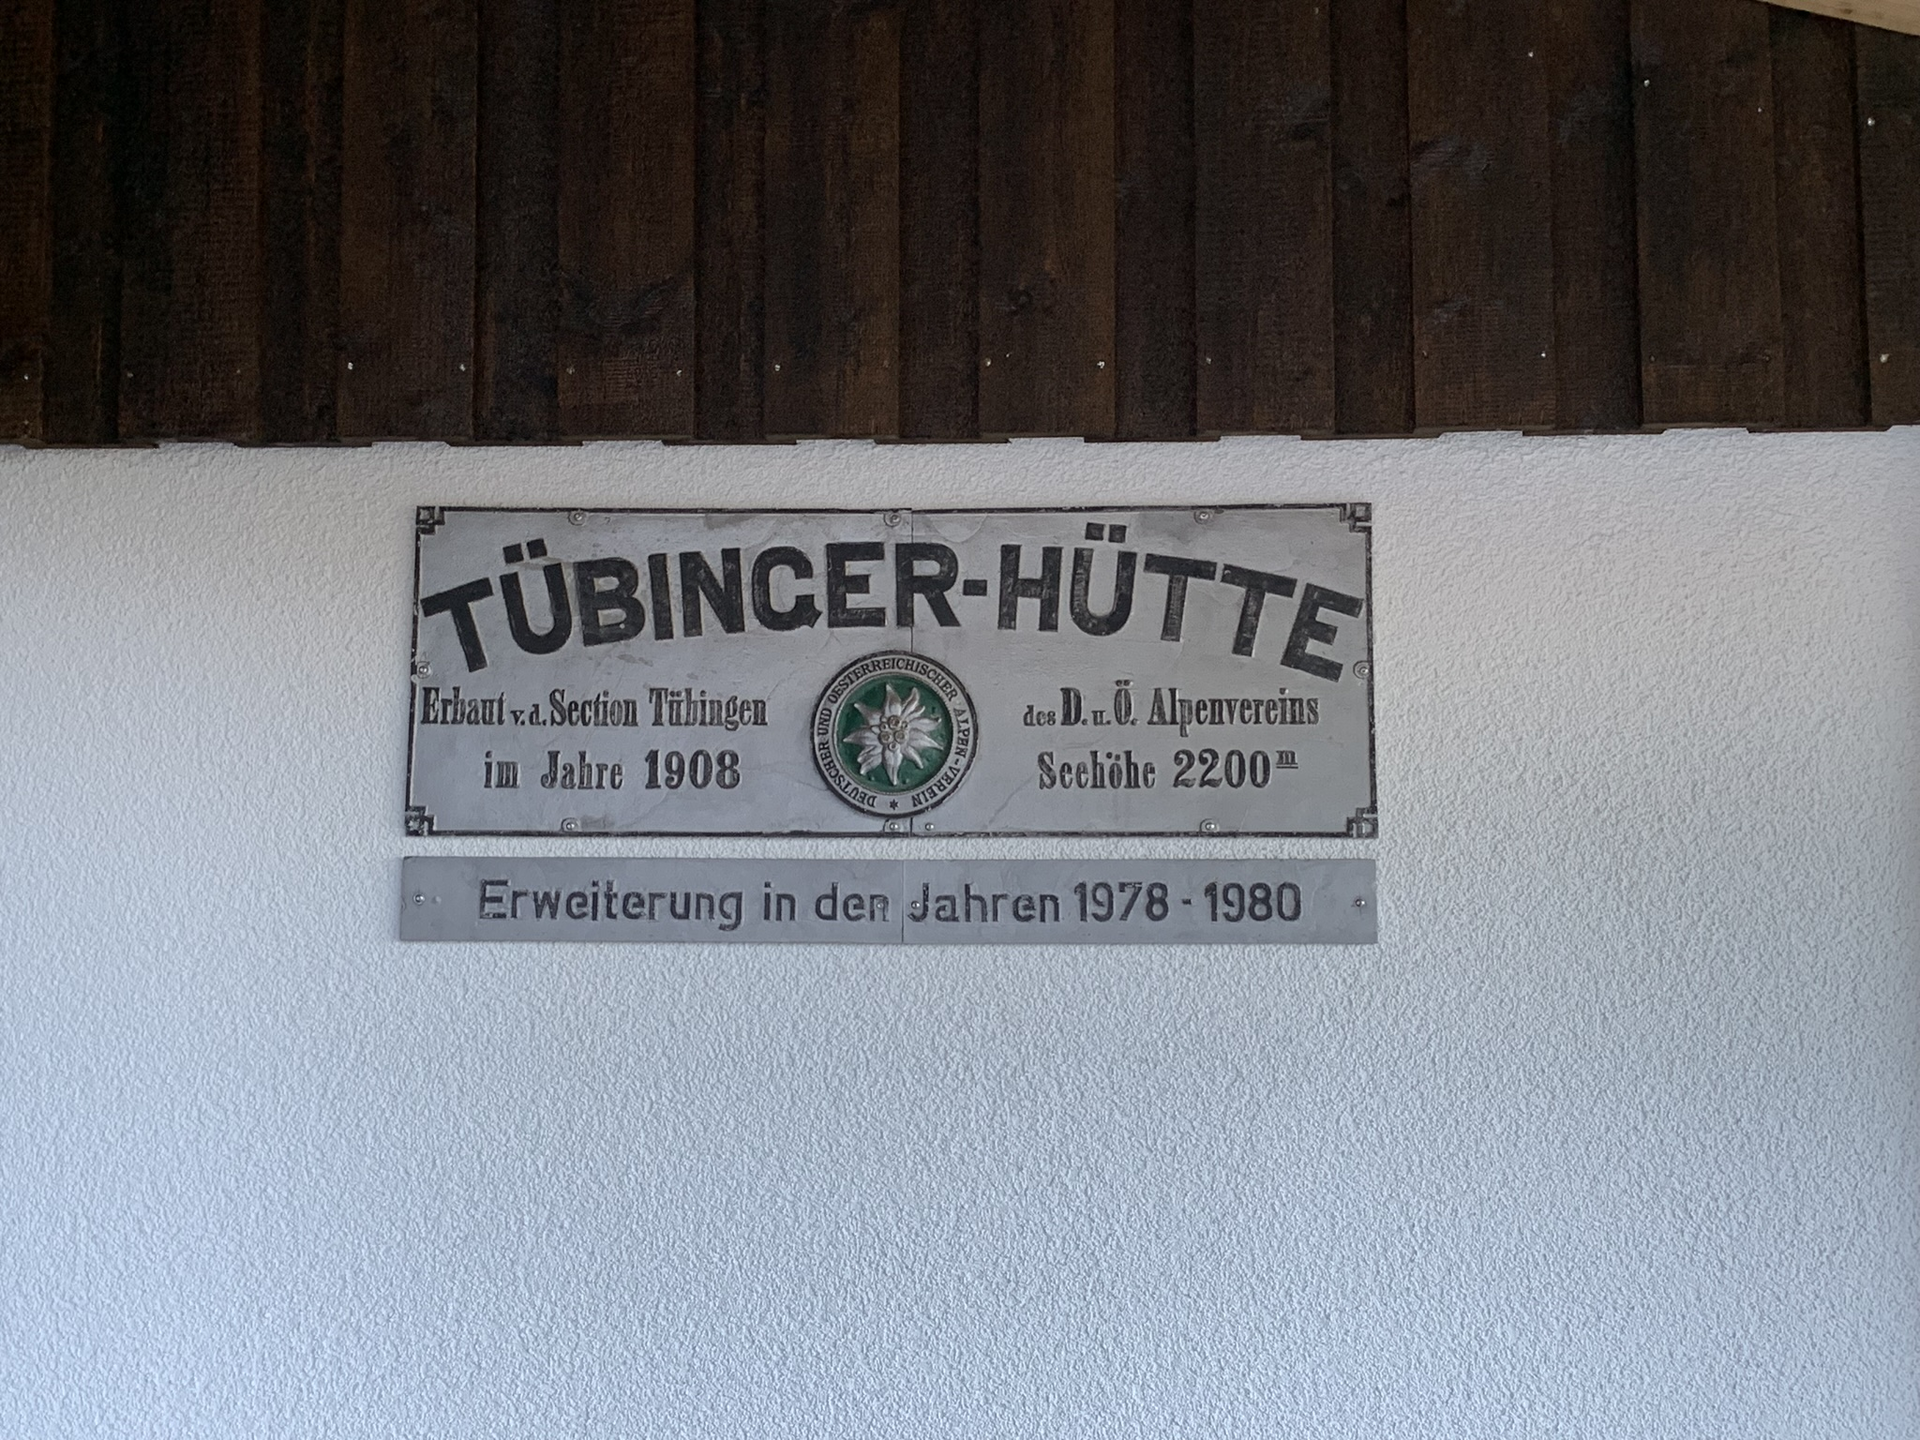 TÜBINGER-HÜTTE
Erbaut v. d. Section Tübingen
im Jahre 1908
DEUTSCHER UND OESTERREICHISCHER ALPEN-VEREIN *
des D. u. Ö. Alpenvereins
Seehöhe 2200 m
Erweiterung in den Jahren 1978 - 1980